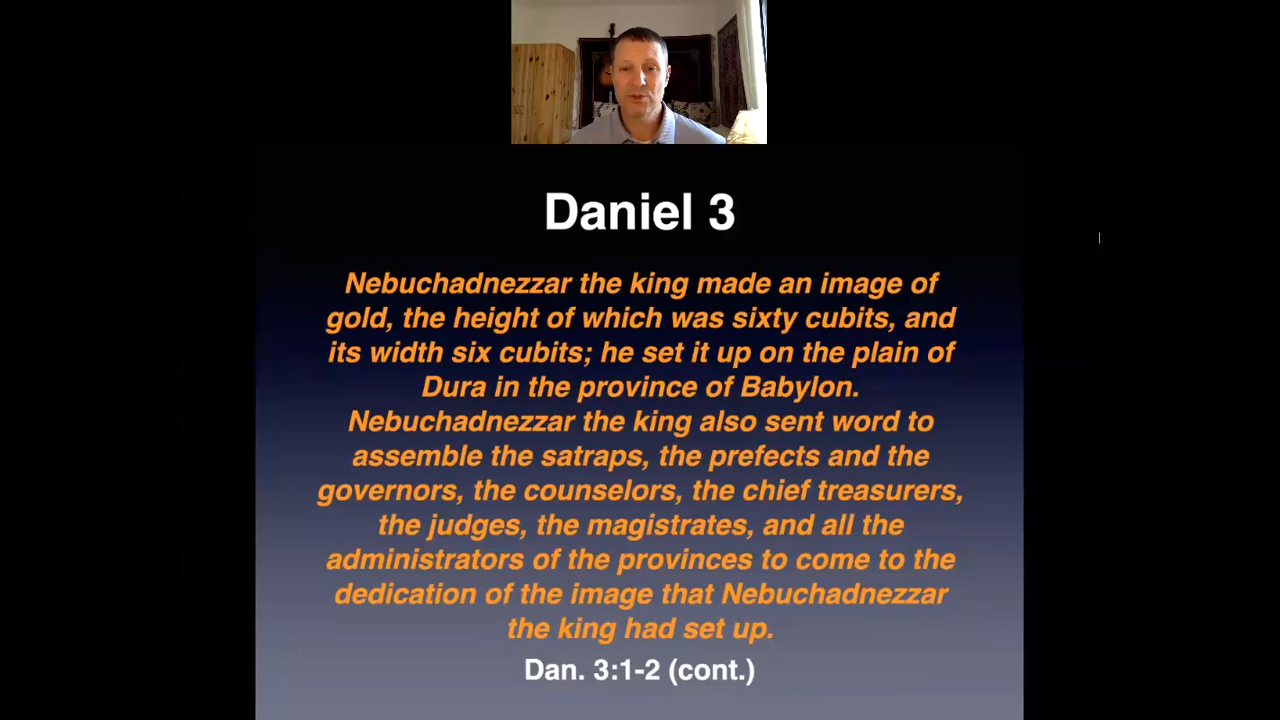 Daniel 3
Nebuchadnezzar the king made an image of
gold, the height of which was sixty cubits, and
its width six cubits; he set it up on the plain of
Dura in the province of Babylon.
Nebuchadnezzar the king also sent word to
assemble the satraps, the prefects and the
governors, the counselors, the chief treasurers,
the judges, the magistrates, and all the
administrators of the provinces to come to the
dedication of the image that Nebuchadnezzar
the king had set up.
Dan. 3:1-2 (cont.)